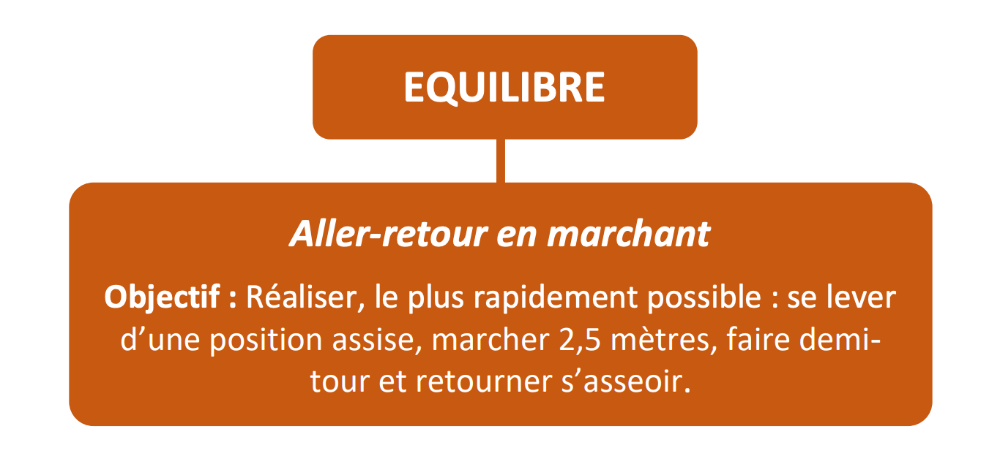 EQUILIBRE
Aller-retour en marchant
Objectif : Réaliser, le plus rapidement possible : se lever
d’une position assise, marcher 2,5 mètres, faire demi-
tour et retourner s’asseoir.